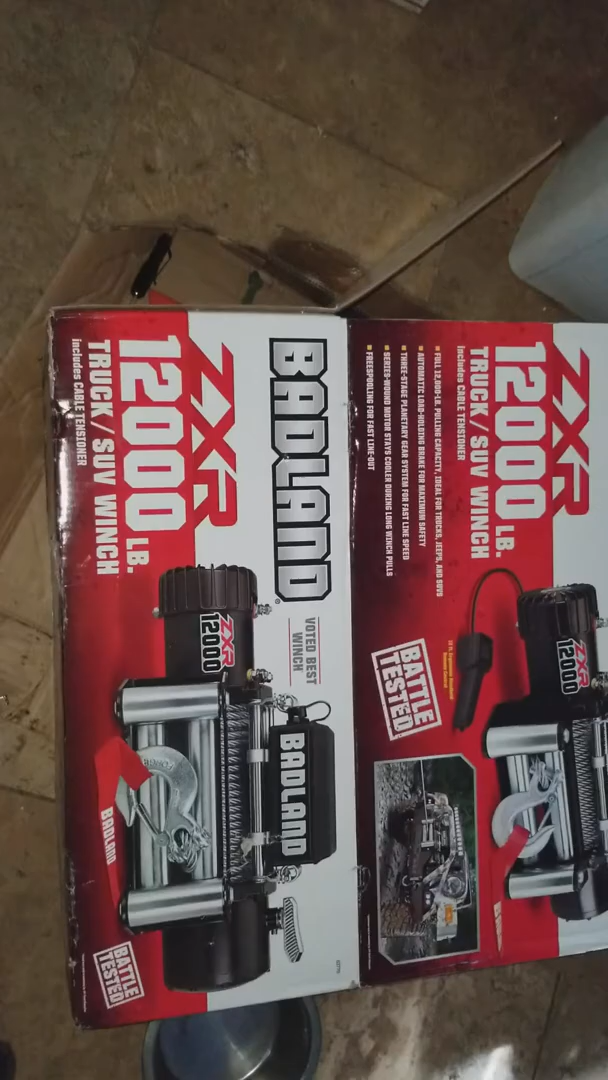 BADLAND®
ZXR
12000 LB.
TRUCK / SUV WINCH
includes CABLE TENSIONER
VOTED BEST
WINCH
ZXR
12000
BADLAND
BADLAND
BATTLE
TESTED
ZXR
12000 LB.
TRUCK / SUV WINCH
includes CABLE TENSIONER
FULL 12,000-LB. PULLING CAPACITY, IDEAL FOR TRUCKS, JEEPS, AND SUVS
AUTOMATIC LOAD-HOLDING BRAKE FOR MAXIMUM SAFETY
THREE-STAGE PLANETARY GEAR SYSTEM FOR FAST LINE SPEED
SERIES-WOUND MOTOR STAYS COOLER DURING LONG WINCH PULLS
FREESPOOLING FOR FAST LINE-OUT
ZXR
12000
BATTLE
TESTED